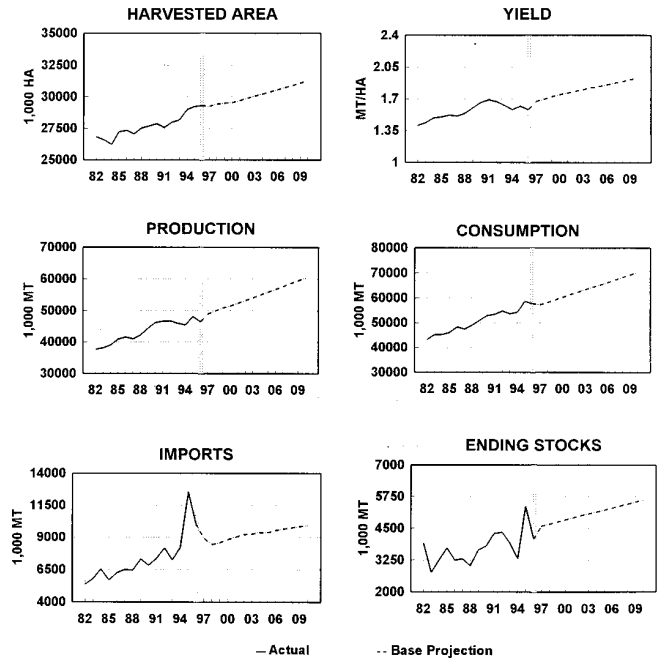 HARVESTED AREA
1,000 HA
35000
32500
30000
27500
25000
82 85 88 91 94 97 00 03 06 09
YIELD
MT/HA
2.4
2.05
1.7
1.35
1
82 85 88 91 94 97 00 03 06 09
PRODUCTION
1,000 MT
70000
60000
50000
40000
30000
82 85 88 91 94 97 00 03 06 09
CONSUMPTION
1,000 MT
80000
70000
60000
50000
40000
30000
82 85 88 91 94 97 00 03 06 09
IMPORTS
1,000 MT
14000
11500
9000
6500
4000
82 85 88 91 94 97 00 03 06 09
ENDING STOCKS
1,000 MT
7000
5750
4500
3250
2000
82 85 88 91 94 97 00 03 06 09
— Actual
-- Base Projection